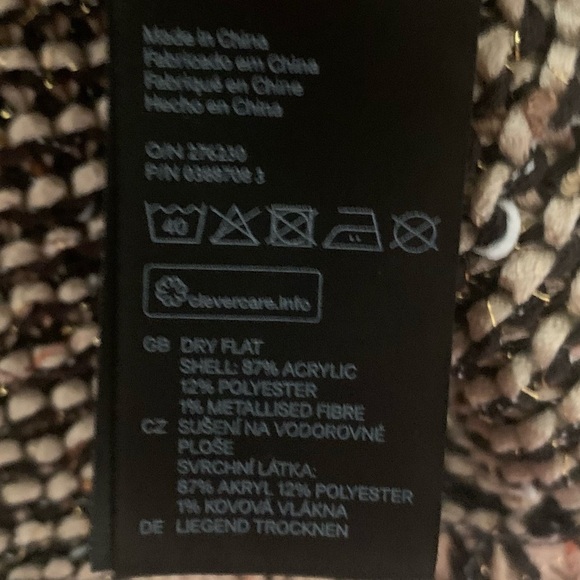 Made in China
Fabricado em China
Fabriqué en Chine
Hecho en China
O/N 276230
P/N 0388708 3
40
clevercare.info
GB DRY FLAT
SHELL: 87% ACRYLIC
12% POLYESTER
1% METALLISED FIBRE
CZ SUŠENÍ NA VODOROVNÉ
PLOŠE
SVRCHNÍ LÁTKA:
87% AKRYL 12% POLYESTER
1% KOVOVÁ VLÁKNA
DE LIEGEND TROCKNEN